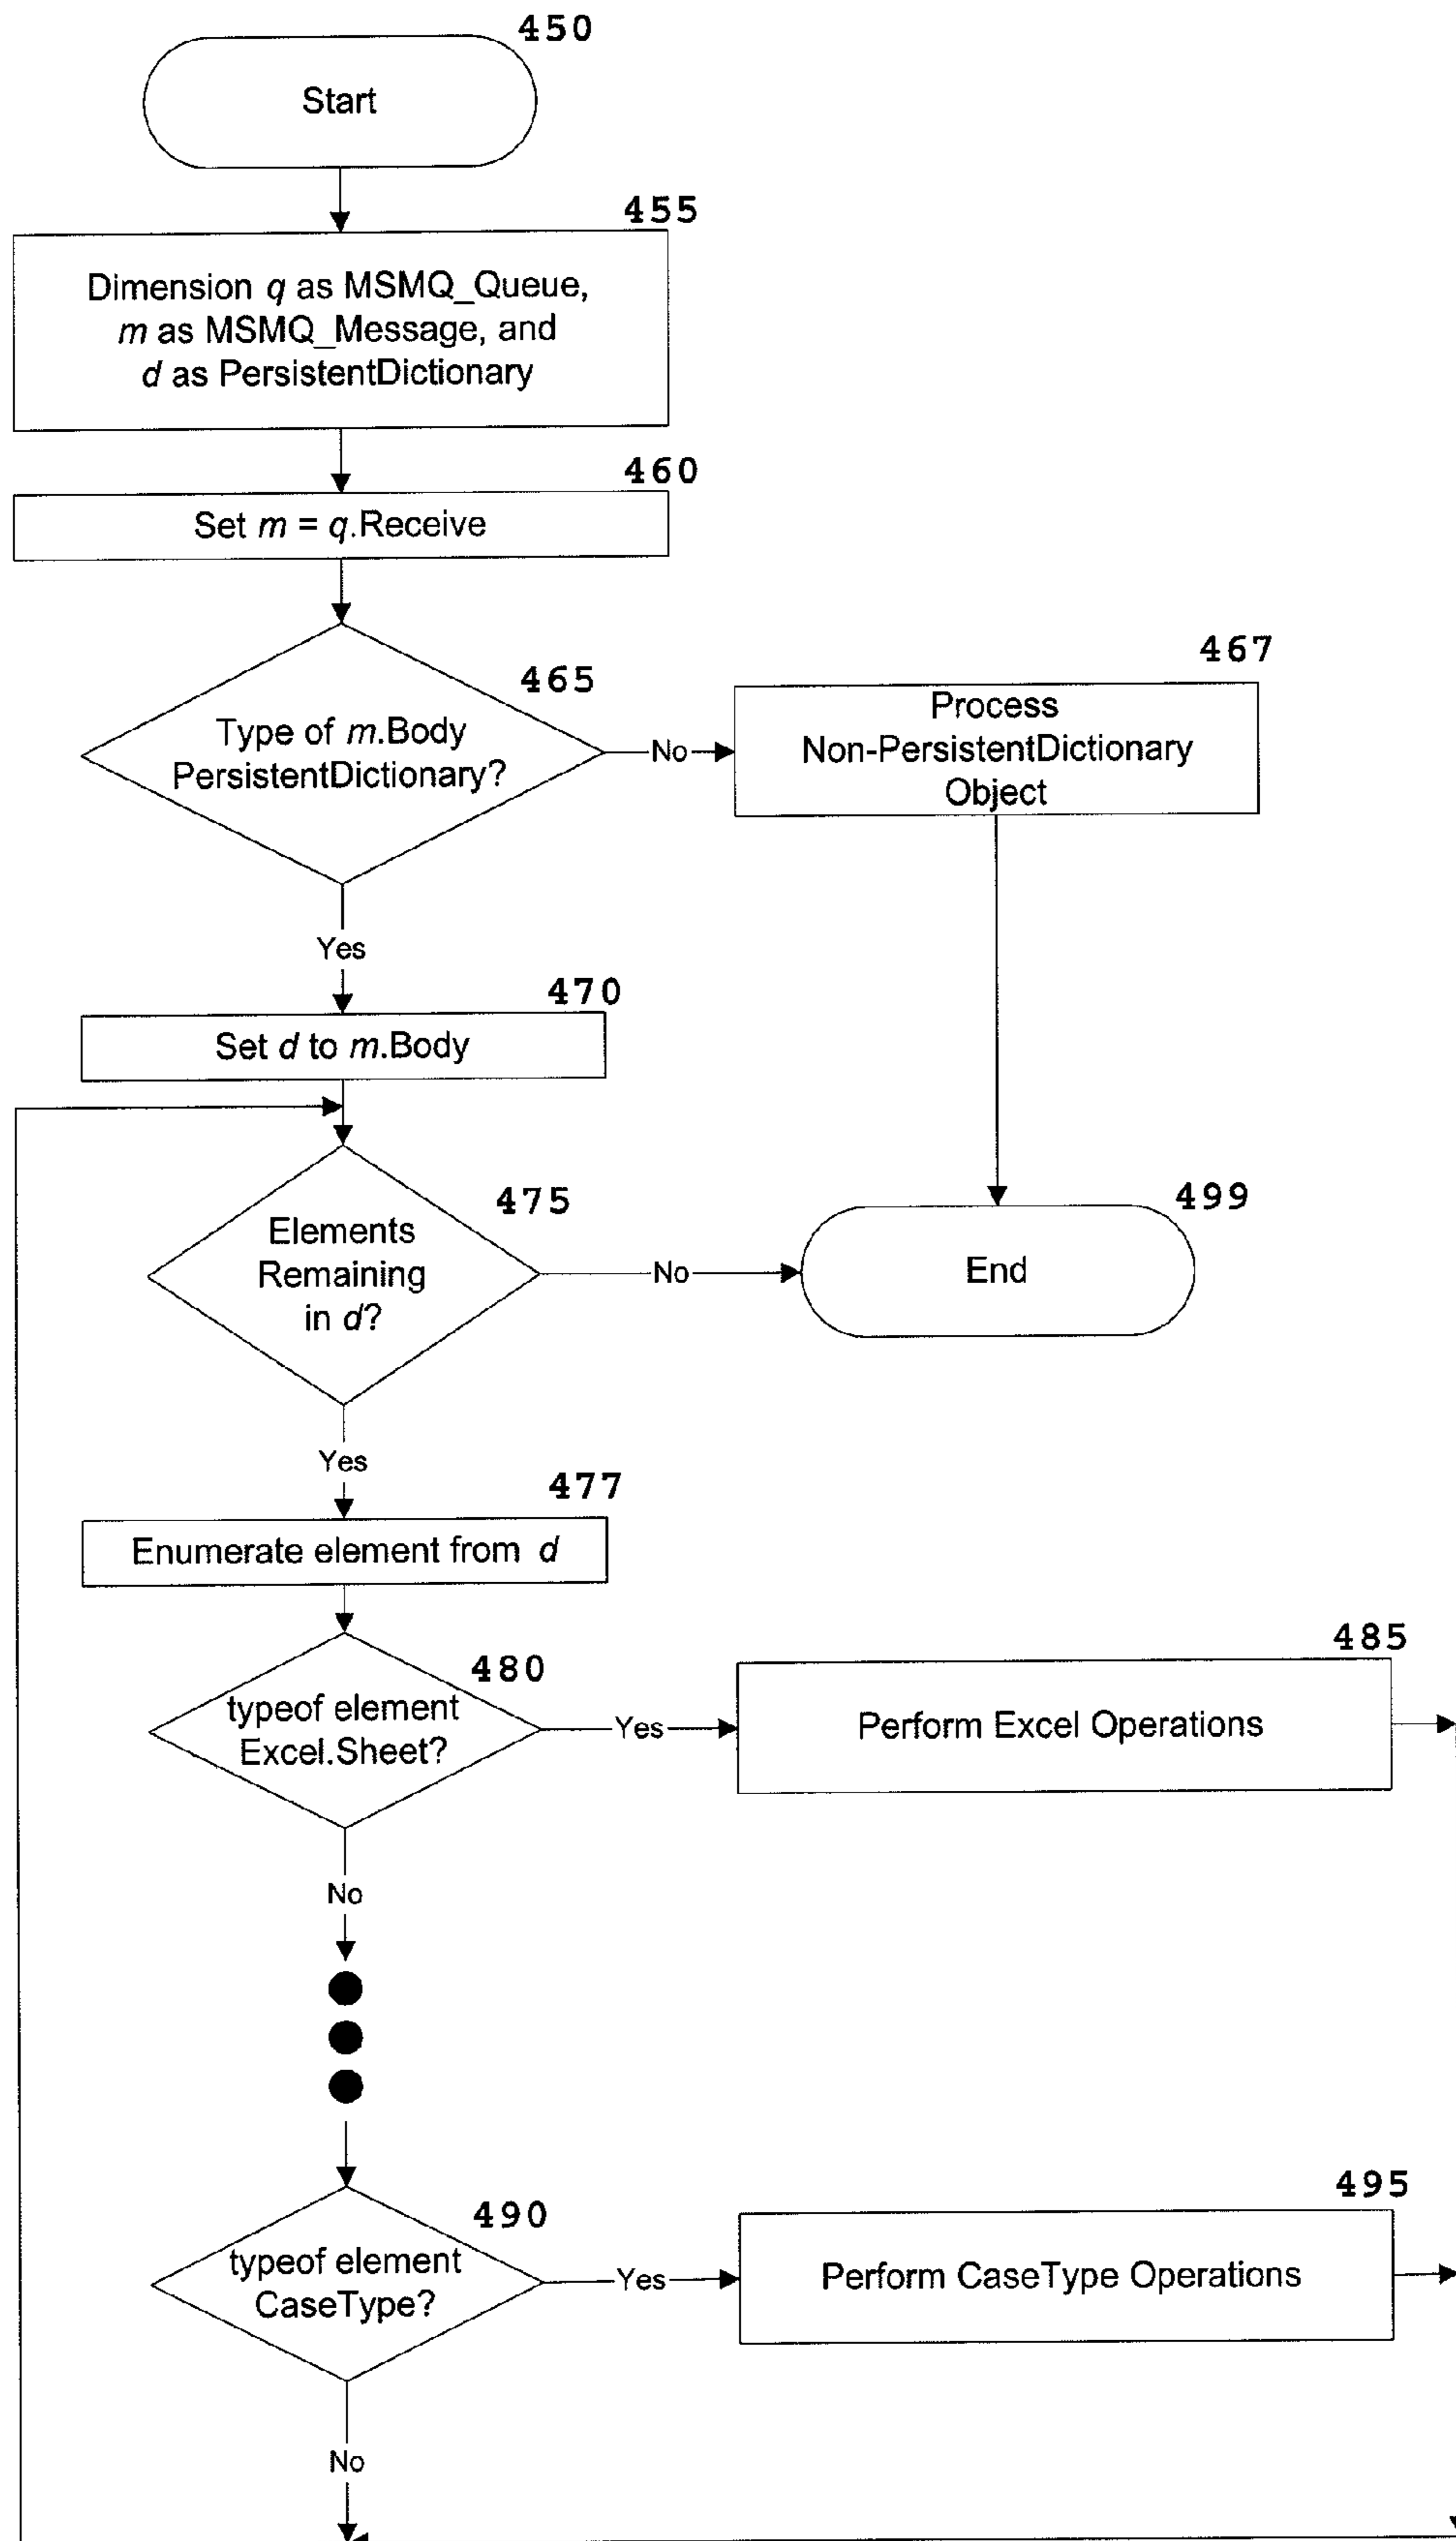 450
Start
455
Dimension q as MSMQ_Queue,
m as MSMQ_Message, and
d as PersistentDictionary
460
Set m = q.Receive
465
Type of m.Body
PersistentDictionary?
No
467
Process
Non-PersistentDictionary
Object
Yes
470
Set d to m.Body
475
Elements
Remaining
in d?
No
499
End
Yes
477
Enumerate element from d
480
typeof element
Excel.Sheet?
Yes
485
Perform Excel Operations
No
490
typeof element
CaseType?
Yes
495
Perform CaseType Operations
No